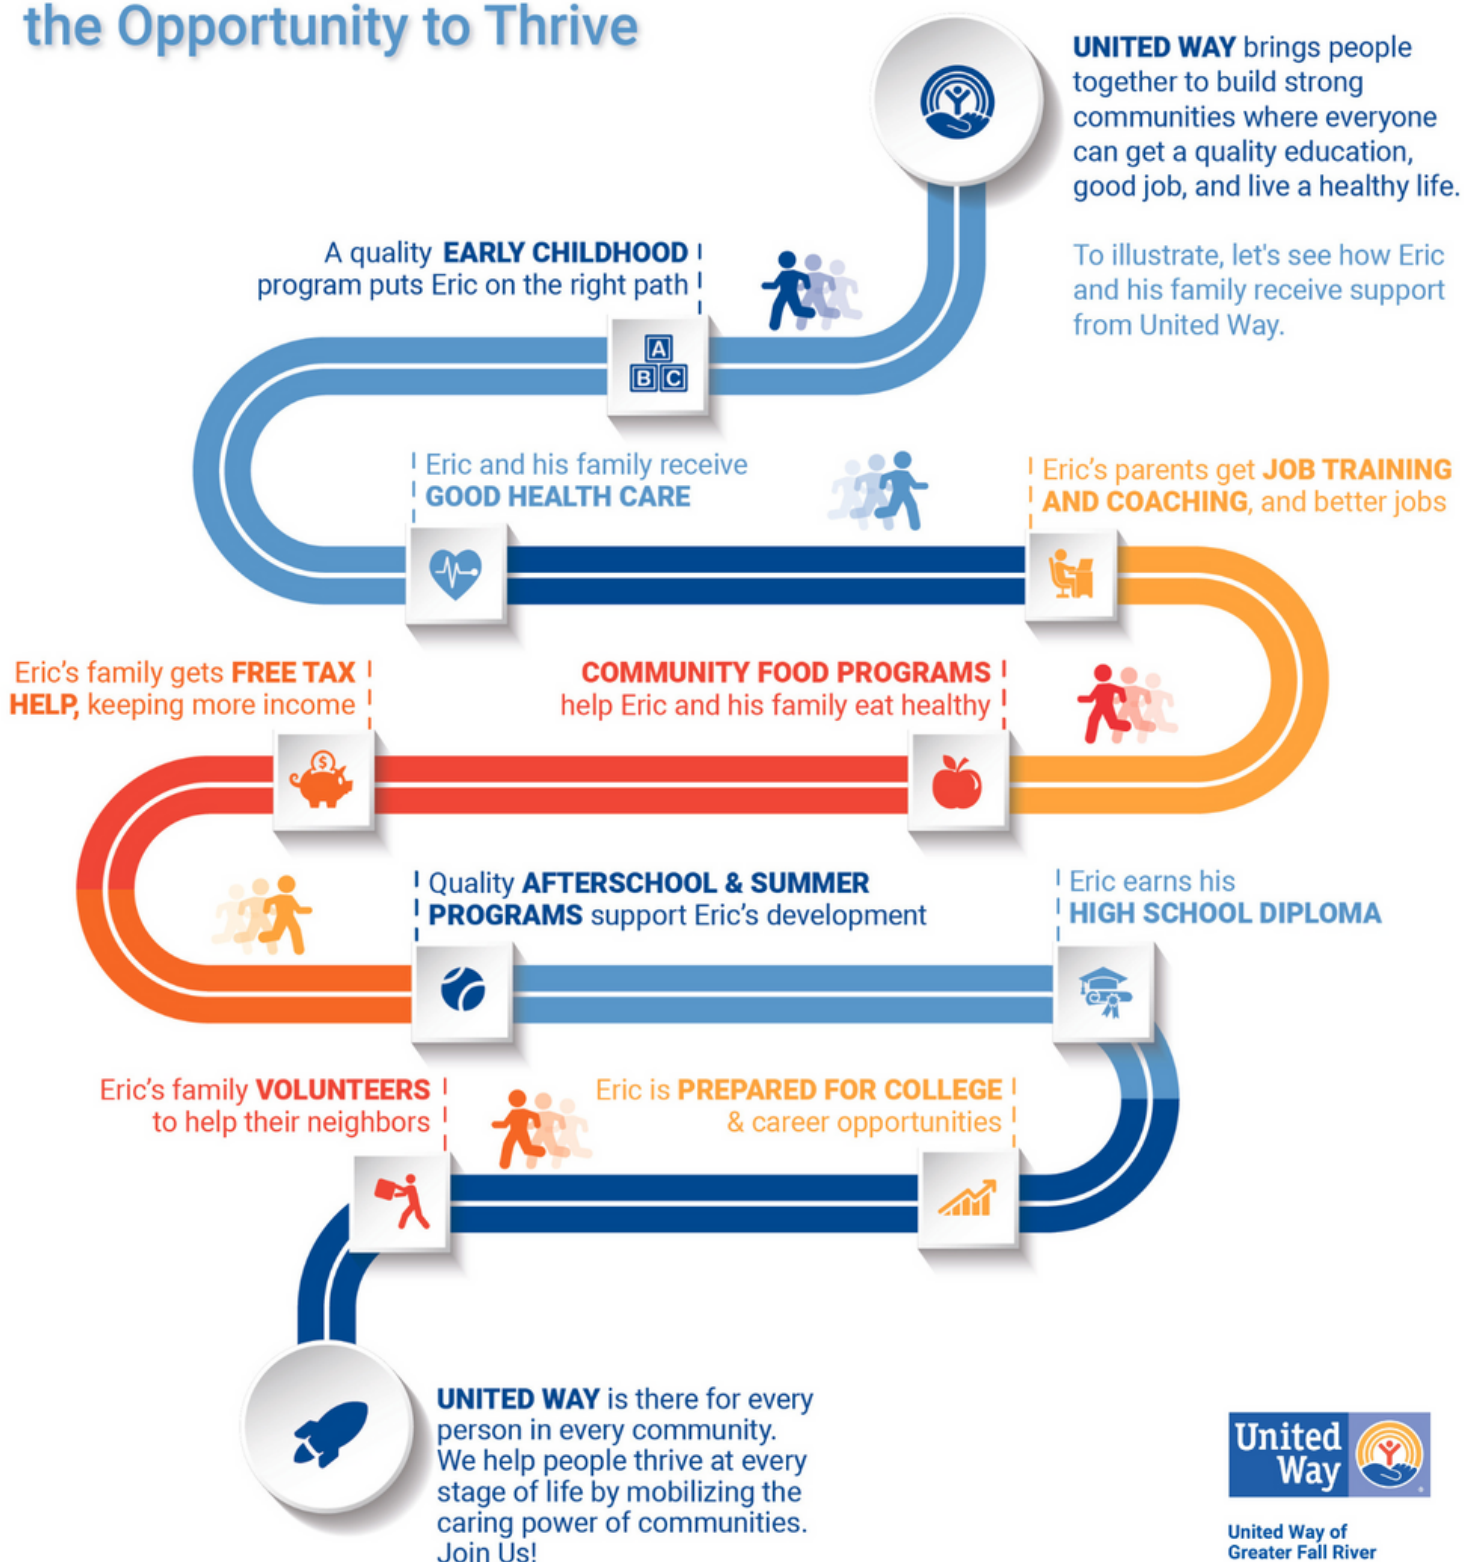 the Opportunity to Thrive
UNITED WAY brings people
together to build strong
communities where everyone
can get a quality education,
good job, and live a healthy life.
To illustrate, let's see how Eric
and his family receive support
from United Way.
A quality EARLY CHILDHOOD
program puts Eric on the right path
A
B C
Eric and his family receive
GOOD HEALTH CARE
Eric's parents get JOB TRAINING
AND COACHING, and better jobs
COMMUNITY FOOD PROGRAMS
help Eric and his family eat healthy
Eric's family gets FREE TAX
HELP, keeping more income
$
Quality AFTERSCHOOL & SUMMER
PROGRAMS support Eric's development
Eric earns his
HIGH SCHOOL DIPLOMA
Eric is PREPARED FOR COLLEGE
& career opportunities
Eric's family VOLUNTEERS
to help their neighbors
UNITED WAY is there for every
person in every community.
We help people thrive at every
stage of life by mobilizing the
caring power of communities.
Join Us!
United
Way
United Way of
Greater Fall River